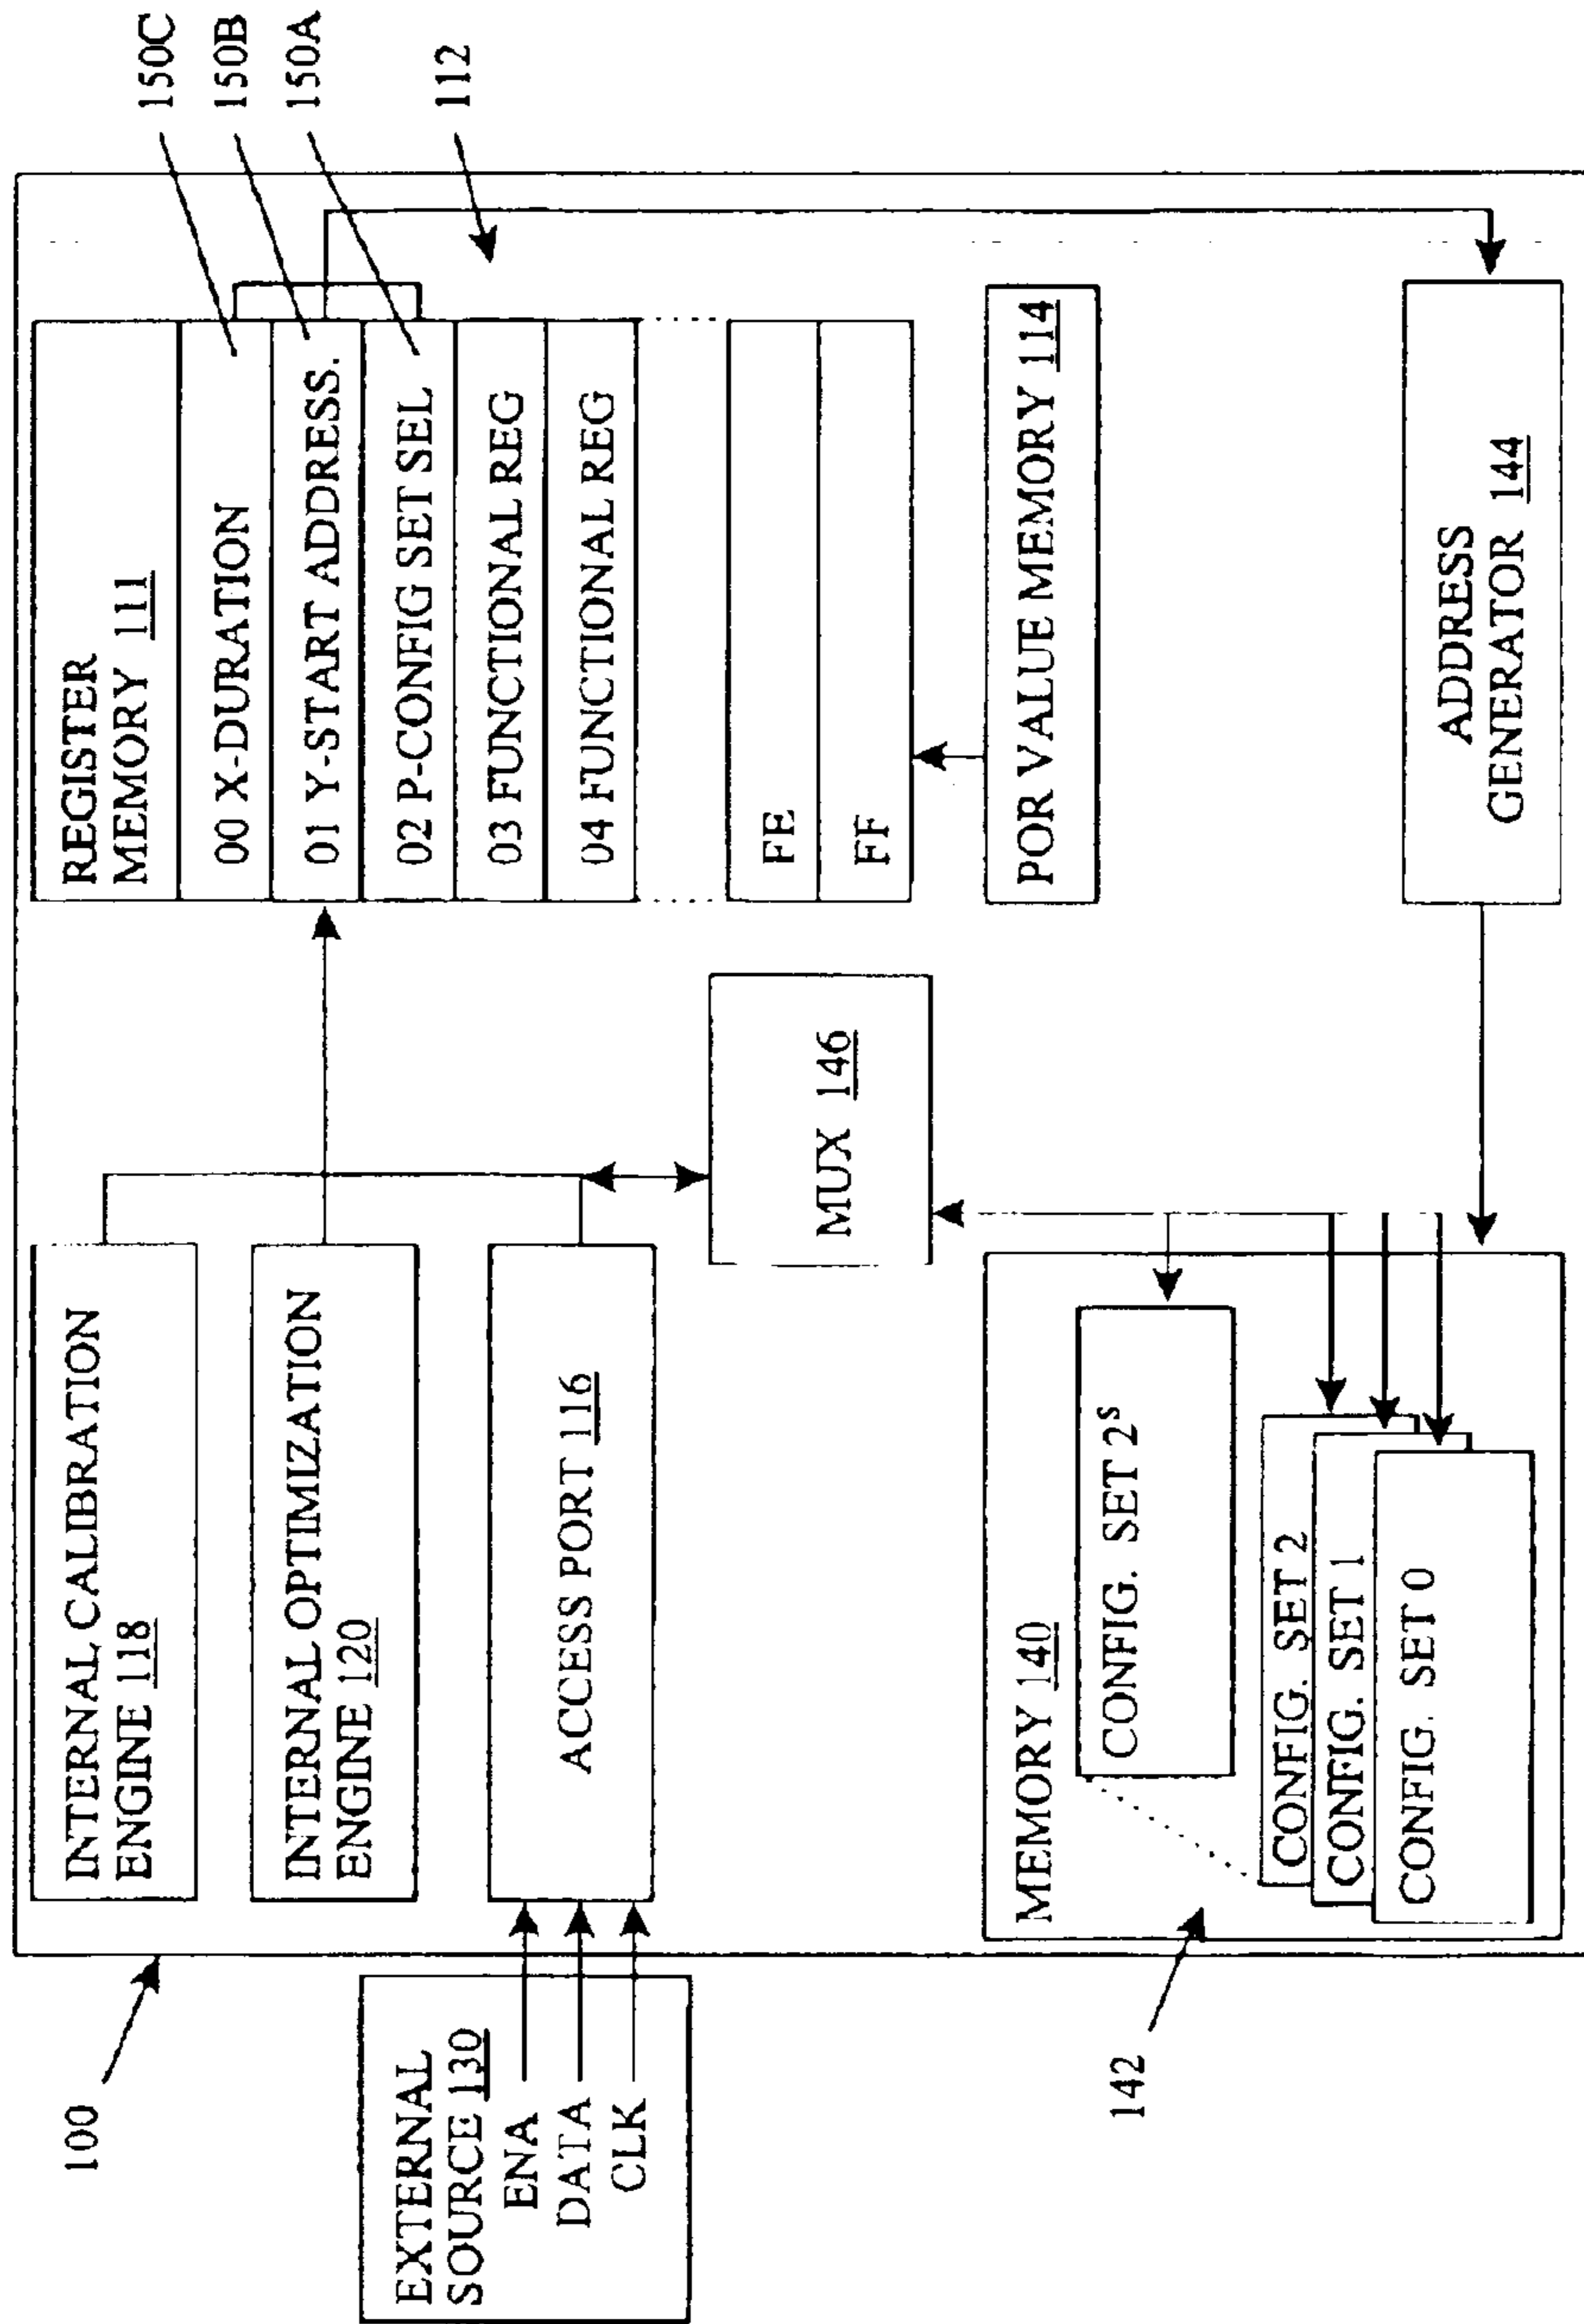 100
EXTERNAL
SOURCE 130
ENA
DATA
CLK
INTERNAL CALIBRATION
ENGINE 118
INTERNAL OPTIMIZATION
ENGINE 120
ACCESS PORT 116
MUX 146
MEMORY 140
CONFIG. SET 2ˢ
CONFIG. SET 2
CONFIG. SET 1
CONFIG. SET 0
142
REGISTER
MEMORY 111
00 X-DURATION
01 Y-START ADDRESS.
02 P-CONFIG SET SEL
03 FUNCTIONAL REG
04 FUNCTIONAL REG
FE
FF
POR VALUE MEMORY 114
ADDRESS
GENERATOR 144
150C
150B
150A
112